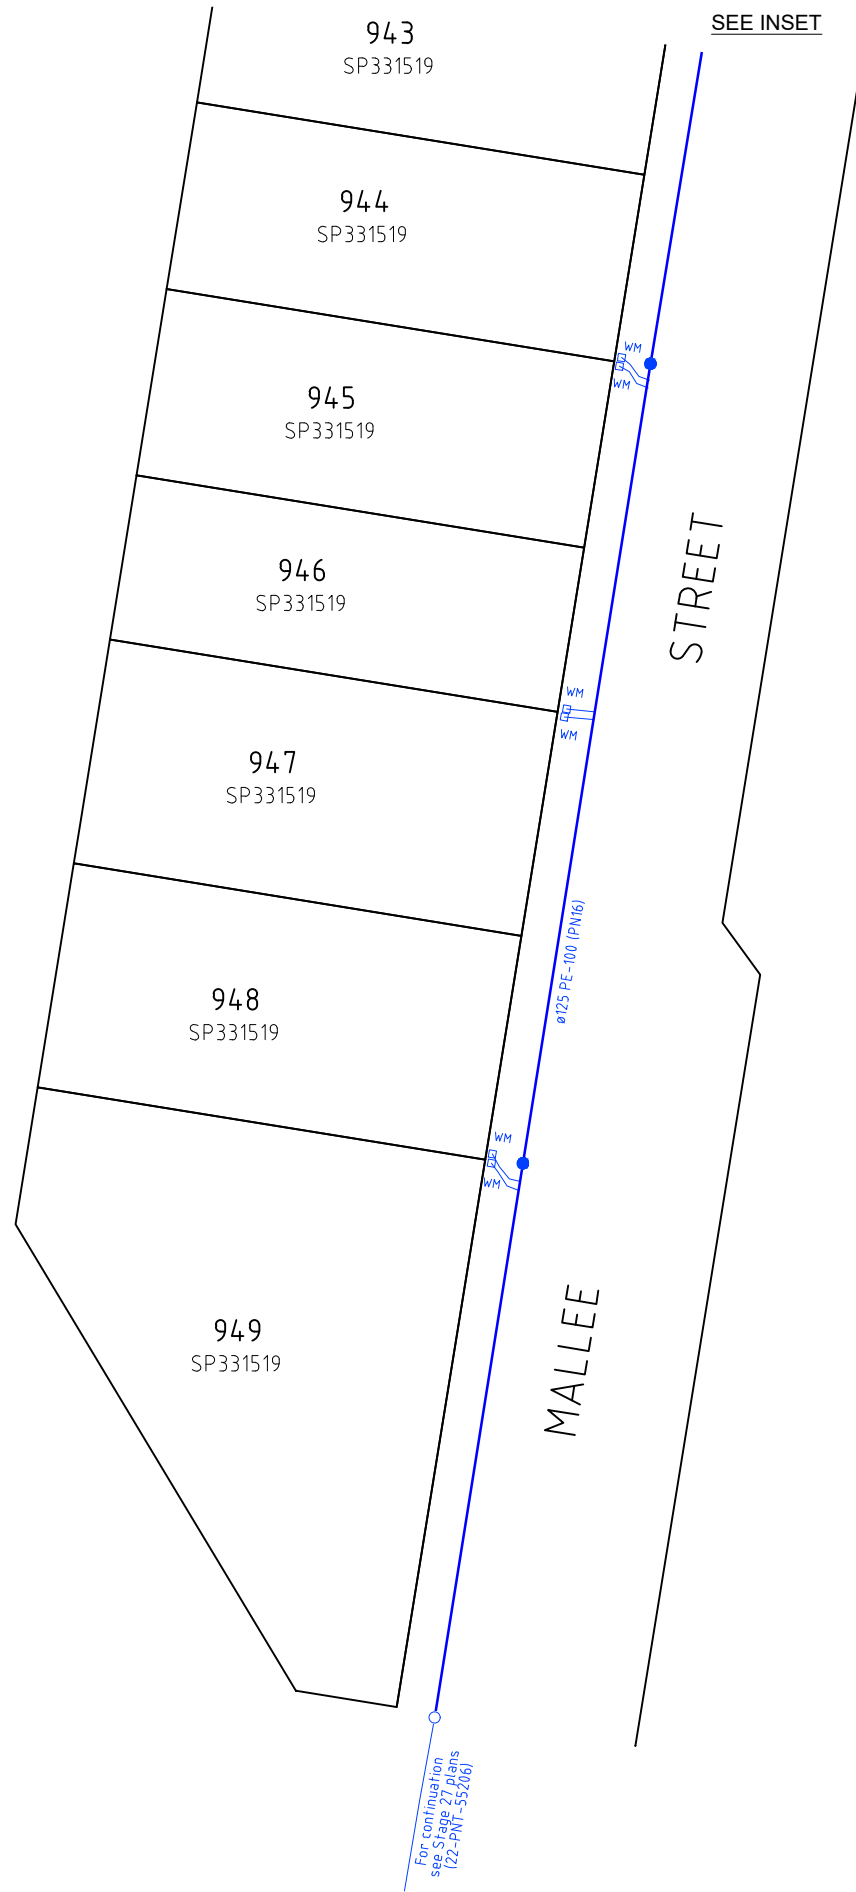 SEE INSET
943
SP331519
944
SP331519
WM
WM
945
SP331519
STREET
946
SP331519
WM
WM
947
SP331519
ø125 PE-100 (PN16)
948
SP331519
WM
WM
MALLEE
949
SP331519
For continuation
see Stage 27 plans
(22-PNT-55206)